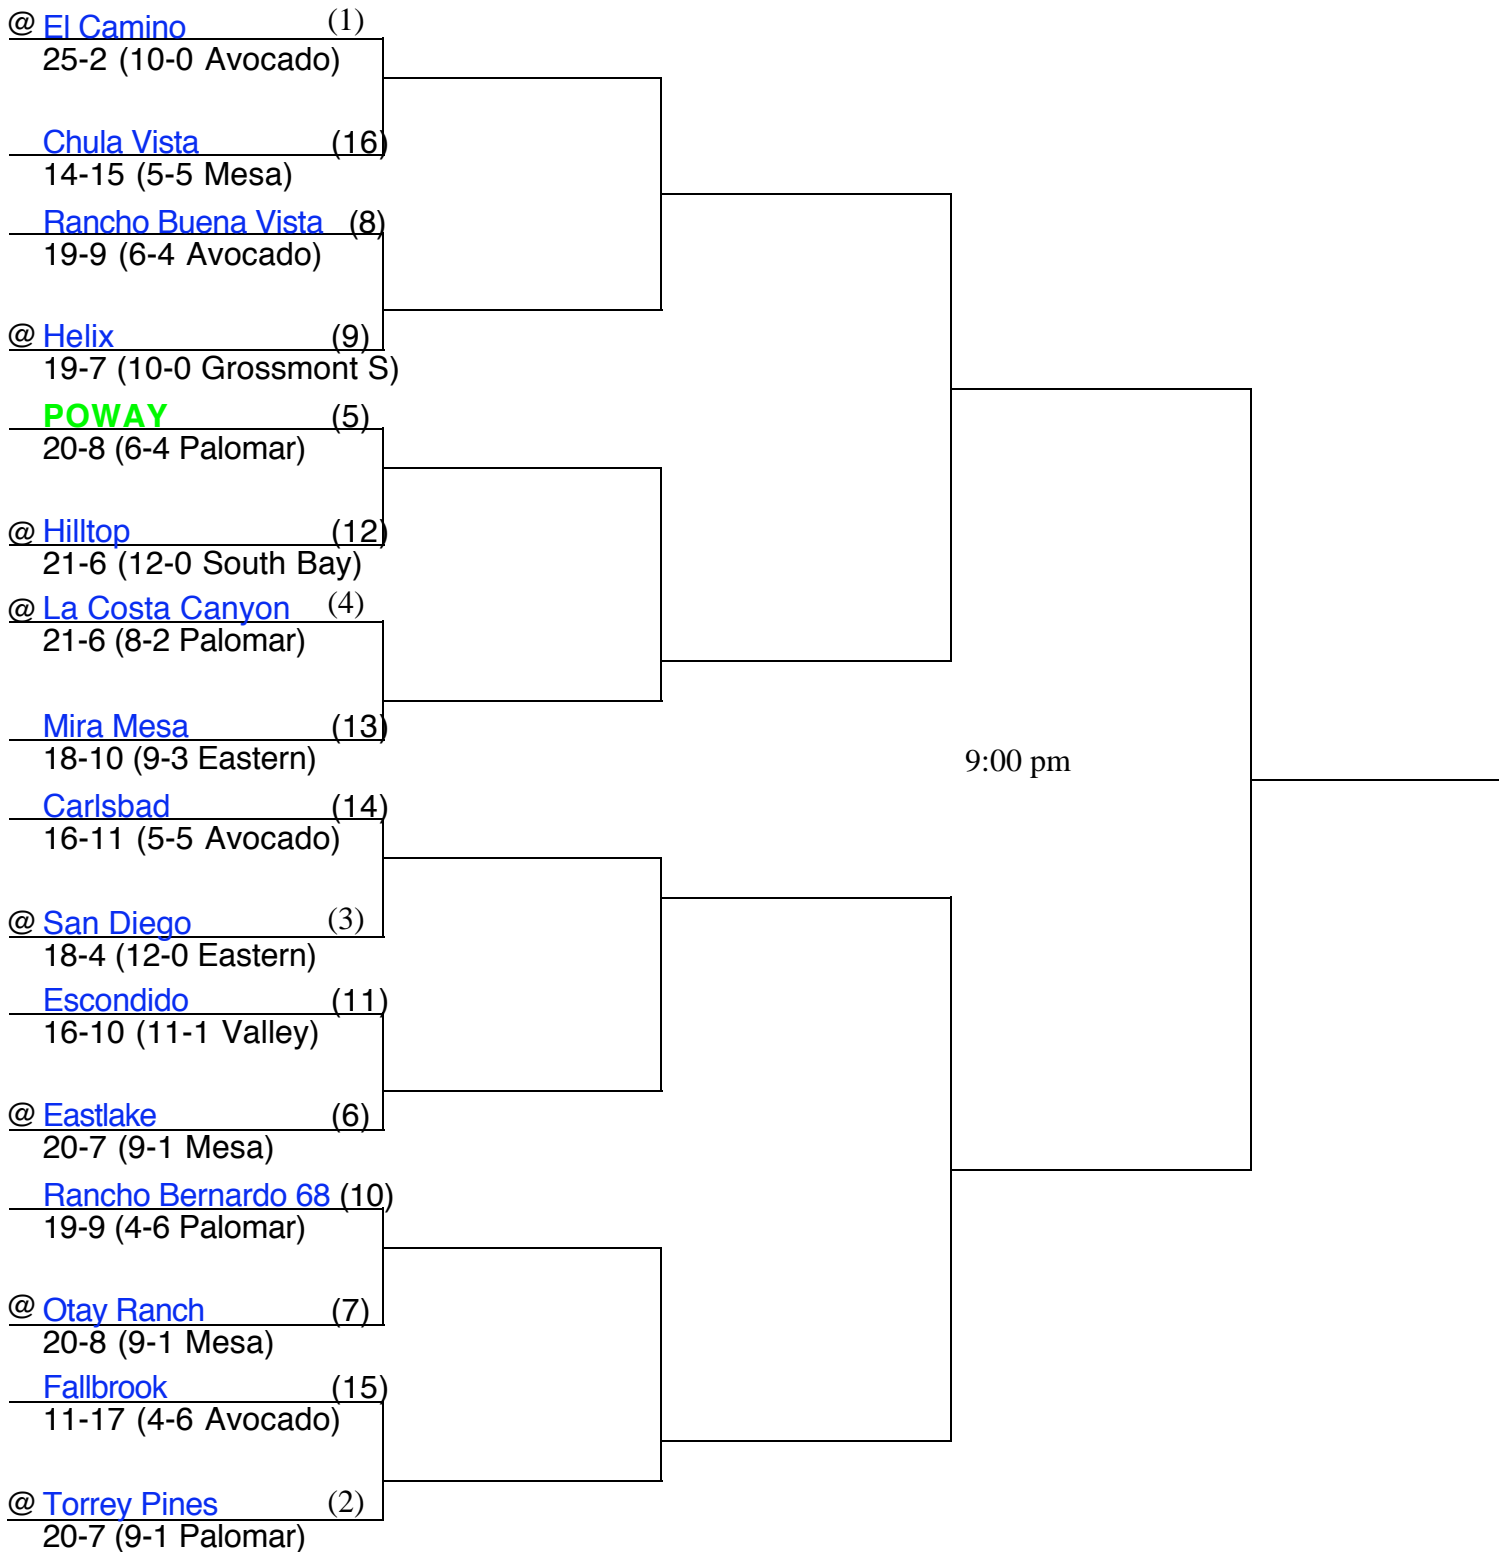 @ El Camino (1)
25-2 (10-0 Avocado)
Chula Vista (16)
14-15 (5-5 Mesa)
Rancho Buena Vista (8)
19-9 (6-4 Avocado)
@ Helix (9)
19-7 (10-0 Grossmont S)
POWAY (5)
20-8 (6-4 Palomar)
@ Hilltop (12)
21-6 (12-0 South Bay)
@ La Costa Canyon (4)
21-6 (8-2 Palomar)
Mira Mesa (13)
18-10 (9-3 Eastern)
9:00 pm
Carlsbad (14)
16-11 (5-5 Avocado)
@ San Diego (3)
18-4 (12-0 Eastern)
Escondido (11)
16-10 (11-1 Valley)
@ Eastlake (6)
20-7 (9-1 Mesa)
Rancho Bernardo 68 (10)
19-9 (4-6 Palomar)
@ Otay Ranch (7)
20-8 (9-1 Mesa)
Fallbrook (15)
11-17 (4-6 Avocado)
@ Torrey Pines (2)
20-7 (9-1 Palomar)